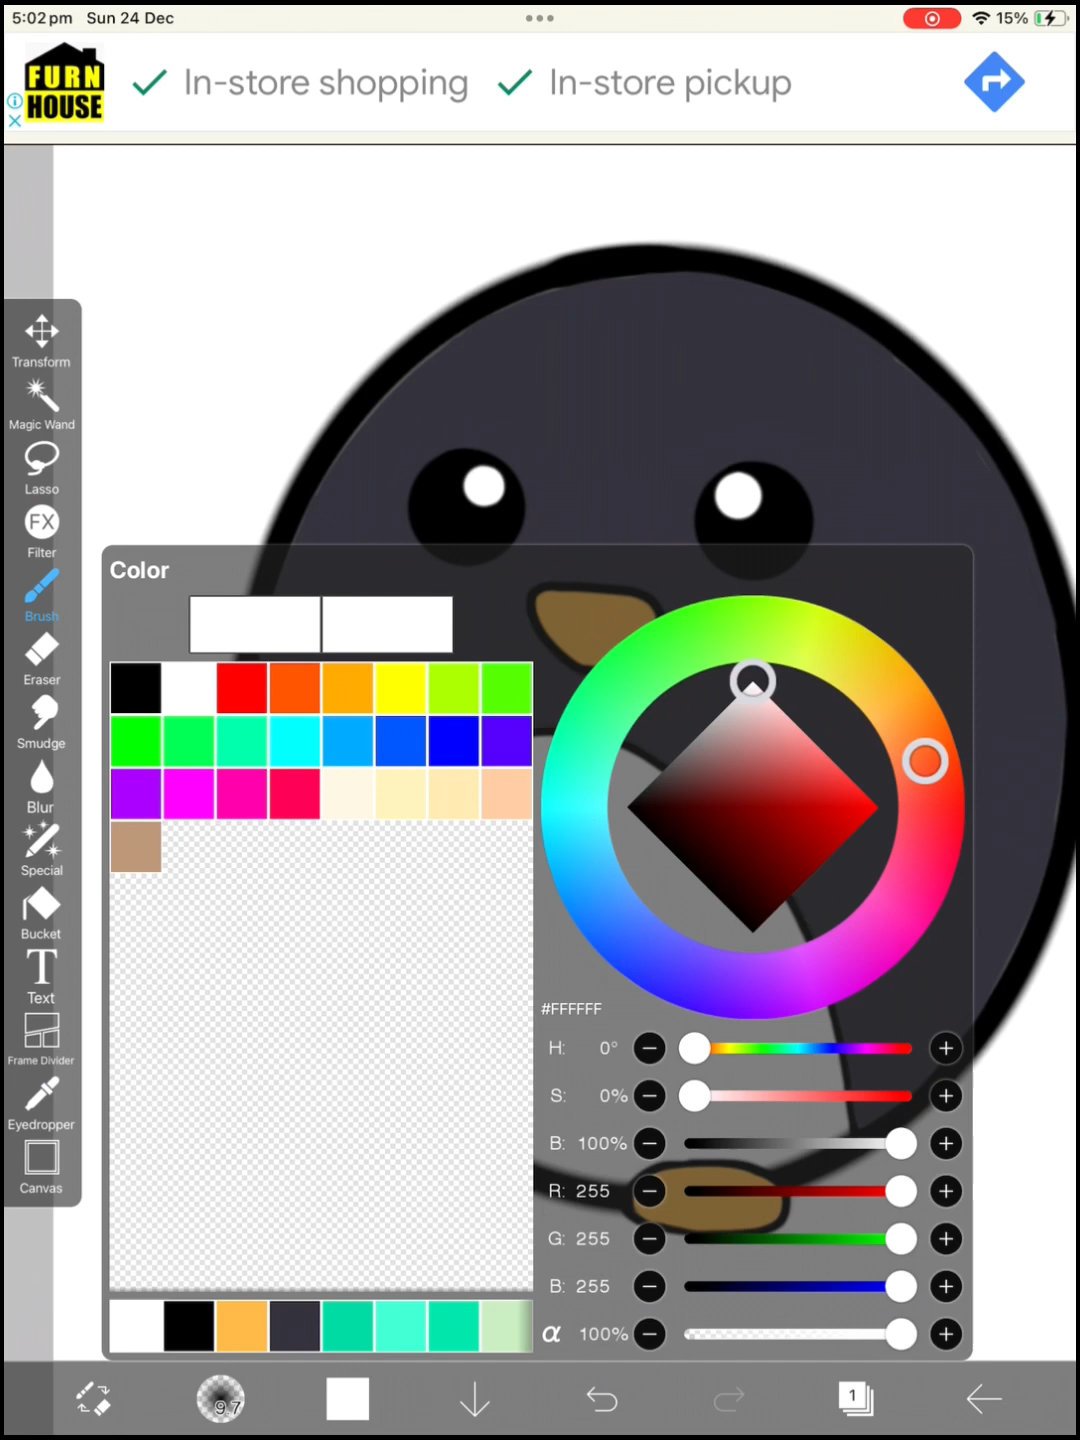 5:02 pm Sun 24 Dec
15%
FURN
HOUSE
In-store shopping In-store pickup
Transform
Magic Wand
Lasso
FX
Filter
Brush
Eraser
Smudge
Blur
Special
Bucket
T
Text
Frame Divider
Eyedropper
Canvas
Color
#FFFFFF
H: 0°
S: 0%
B: 100%
R: 255
G: 255
B: 255
α 100%
9.7
1